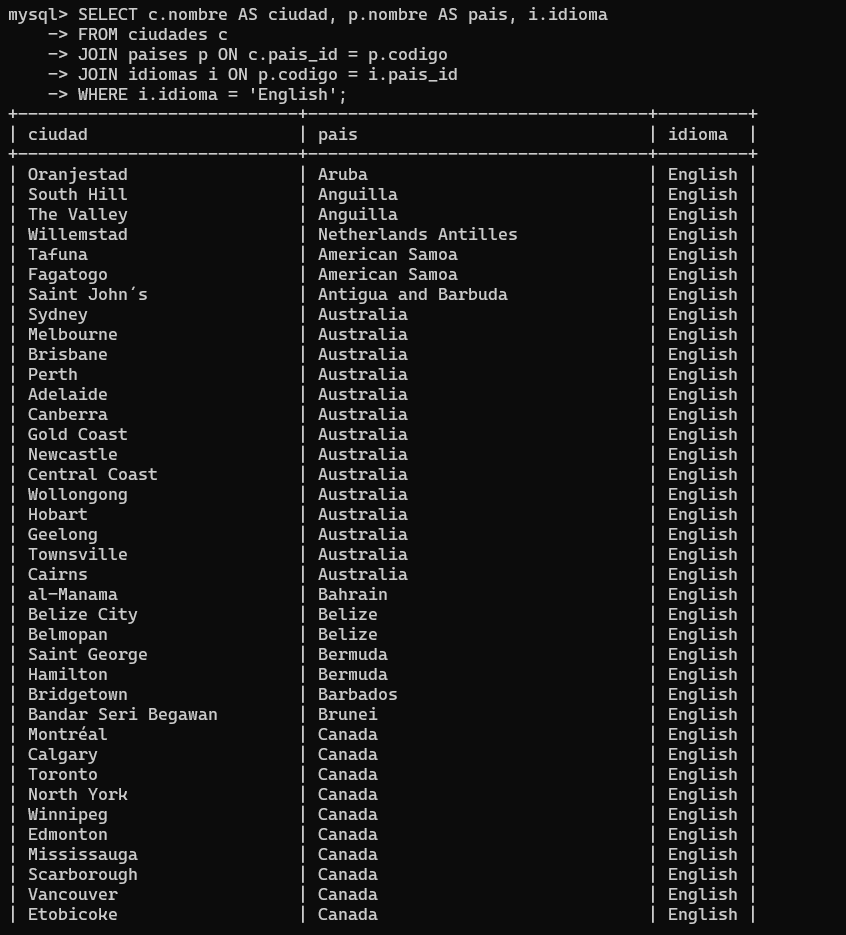 mysql> SELECT c.nombre AS ciudad, p.nombre AS pais, i.idioma
    -> FROM ciudades c
    -> JOIN paises p ON c.pais_id = p.codigo
    -> JOIN idiomas i ON p.codigo = i.pais_id
    -> WHERE i.idioma = 'English';
+----------------------------+----------------------------------+---------+
| ciudad                     | pais                             | idioma  |
+----------------------------+----------------------------------+---------+
| Oranjestad                 | Aruba                            | English |
| South Hill                 | Anguilla                         | English |
| The Valley                 | Anguilla                         | English |
| Willemstad                 | Netherlands Antilles             | English |
| Tafuna                     | American Samoa                   | English |
| Fagatogo                   | American Samoa                   | English |
| Saint John´s               | Antigua and Barbuda              | English |
| Sydney                     | Australia                        | English |
| Melbourne                  | Australia                        | English |
| Brisbane                   | Australia                        | English |
| Perth                      | Australia                        | English |
| Adelaide                   | Australia                        | English |
| Canberra                   | Australia                        | English |
| Gold Coast                 | Australia                        | English |
| Newcastle                  | Australia                        | English |
| Central Coast              | Australia                        | English |
| Wollongong                 | Australia                        | English |
| Hobart                     | Australia                        | English |
| Geelong                    | Australia                        | English |
| Townsville                 | Australia                        | English |
| Cairns                     | Australia                        | English |
| al-Manama                  | Bahrain                          | English |
| Belize City                | Belize                           | English |
| Belmopan                   | Belize                           | English |
| Saint George               | Bermuda                          | English |
| Hamilton                   | Bermuda                          | English |
| Bridgetown                 | Barbados                         | English |
| Bandar Seri Begawan        | Brunei                           | English |
| Montréal                   | Canada                           | English |
| Calgary                    | Canada                           | English |
| Toronto                    | Canada                           | English |
| North York                 | Canada                           | English |
| Winnipeg                   | Canada                           | English |
| Edmonton                   | Canada                           | English |
| Mississauga                | Canada                           | English |
| Scarborough                | Canada                           | English |
| Vancouver                  | Canada                           | English |
| Etobicoke                  | Canada                           | English |